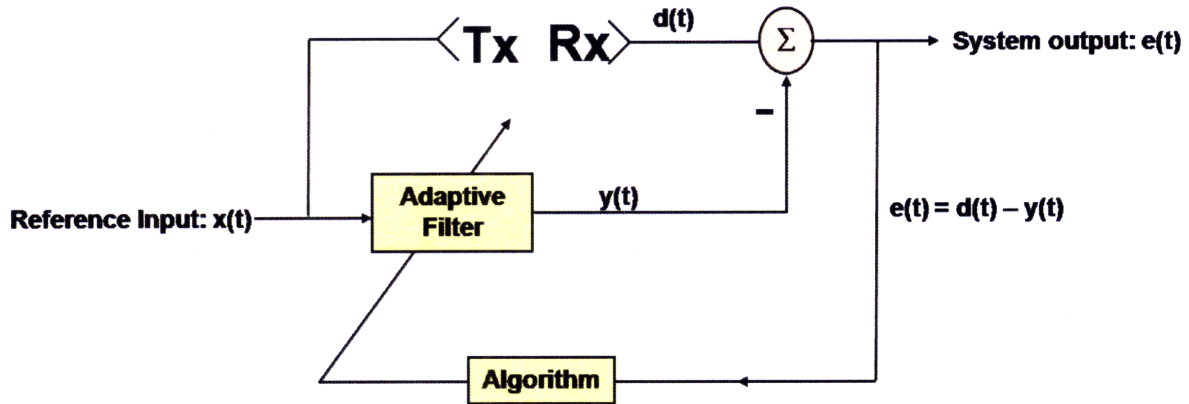 d(t)
Tx Rx
Σ
System output: e(t)
–
Adaptive
Filter
y(t)
Reference Input: x(t)
e(t) = d(t) – y(t)
Algorithm